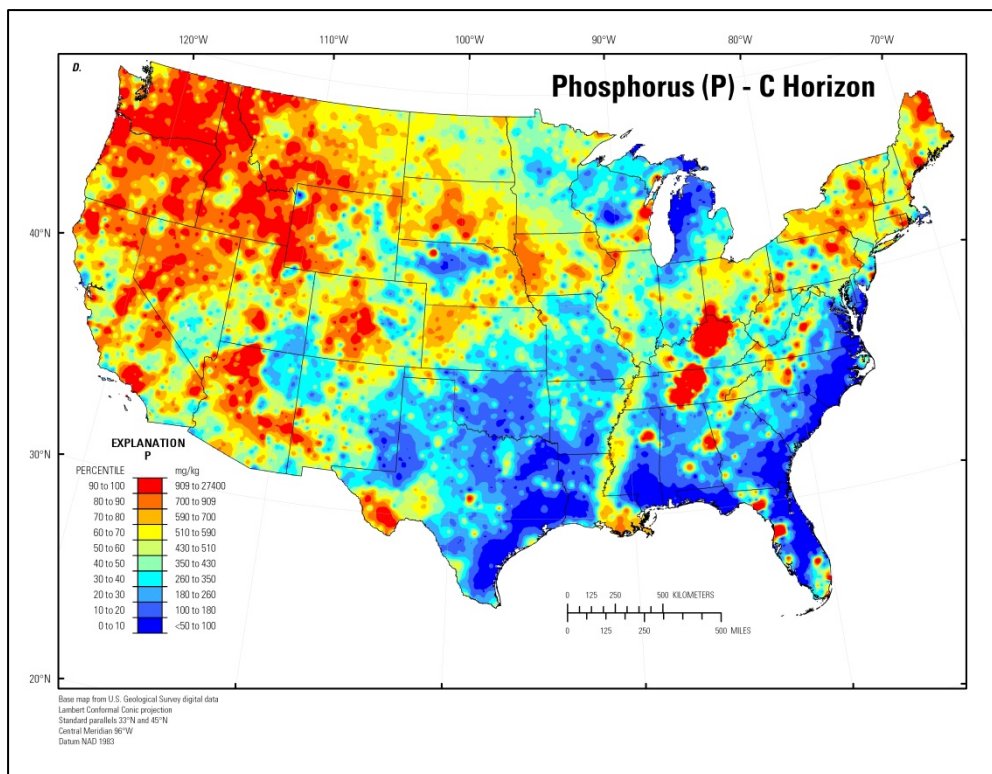 120°W 110°W 100°W 90°W 80°W 70°W
D.
Phosphorus (P) - C Horizon
40°N
30°N
20°N
EXPLANATION
P
PERCENTILE mg/kg
90 to 100 909 to 27400
80 to 90 700 to 909
70 to 80 590 to 700
60 to 70 510 to 590
50 to 60 430 to 510
40 to 50 350 to 430
30 to 40 260 to 350
20 to 30 180 to 260
10 to 20 100 to 180
0 to 10 <50 to 100
0 125 250 500 KILOMETERS
0 125 250 500 MILES
Base map from U.S. Geological Survey digital data
Lambert Conformal Conic projection
Standard parallels 33°N and 45°N
Central Meridian 96°W
Datum NAD 1983